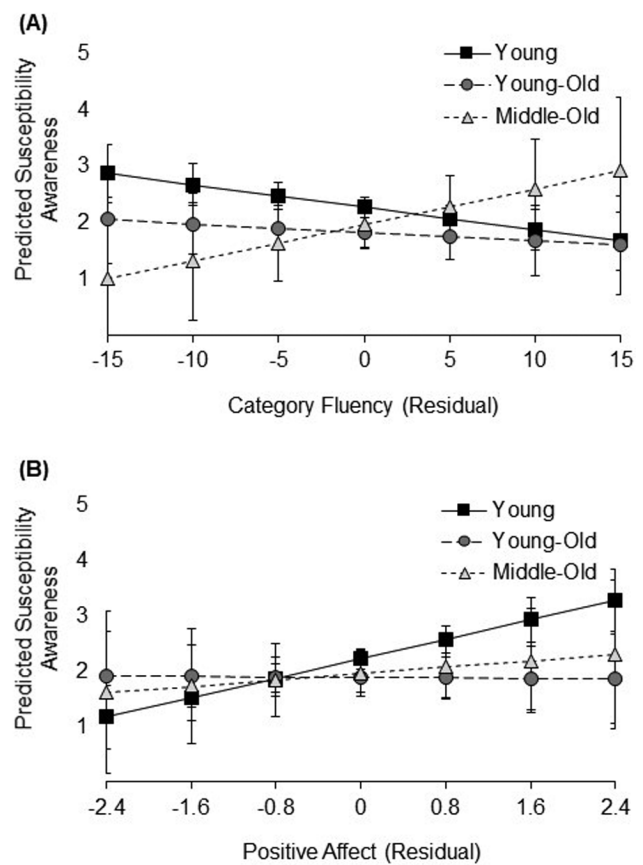 (A)
5
4
3
2
1
Predicted Susceptibility
Awareness
Young
Young-Old
Middle-Old
-15 -10 -5 0 5 10 15
Category Fluency (Residual)
(B)
5
4
3
2
1
Predicted Susceptibility
Awareness
Young
Young-Old
Middle-Old
-2.4 -1.6 -0.8 0 0.8 1.6 2.4
Positive Affect (Residual)